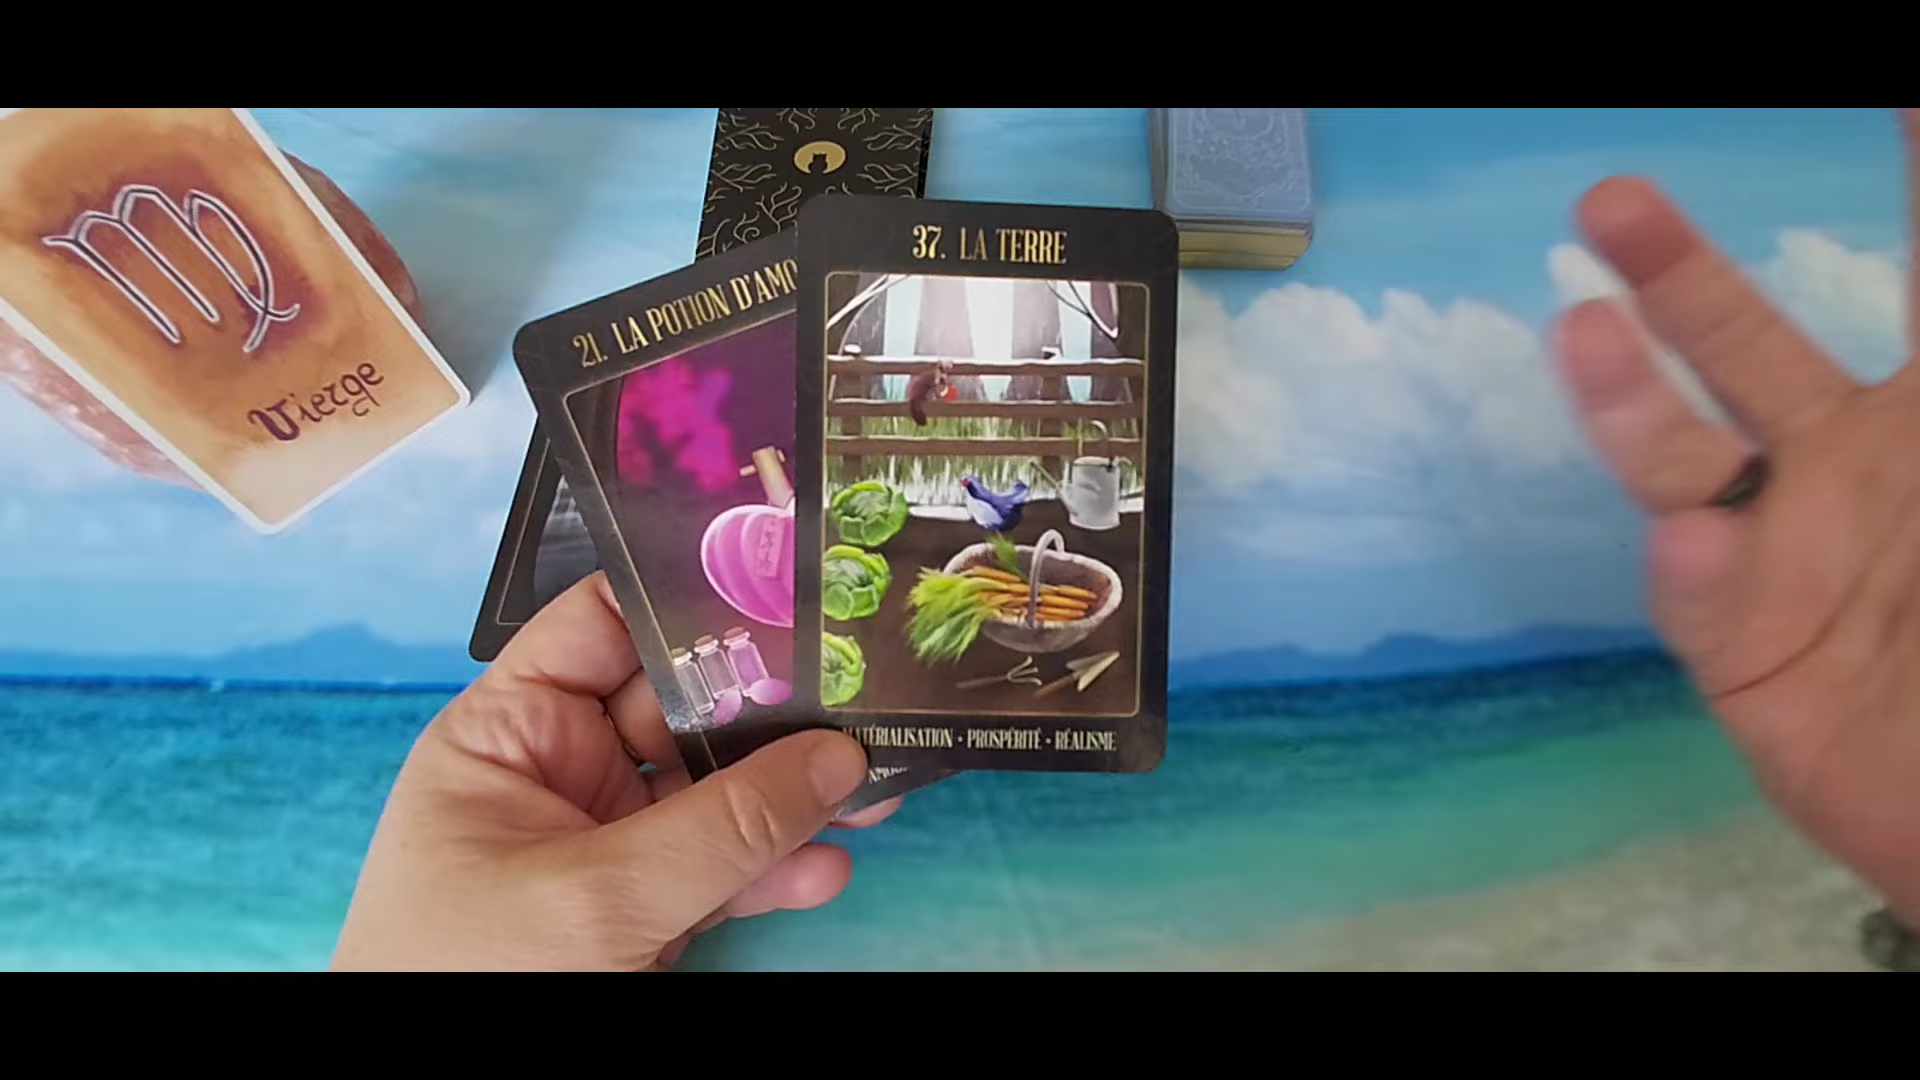 Vierge
21. LA POTION D'AMO
37. LA TERRE
MATÉRIALISATION • PROSPÉRITÉ • RÉALISME